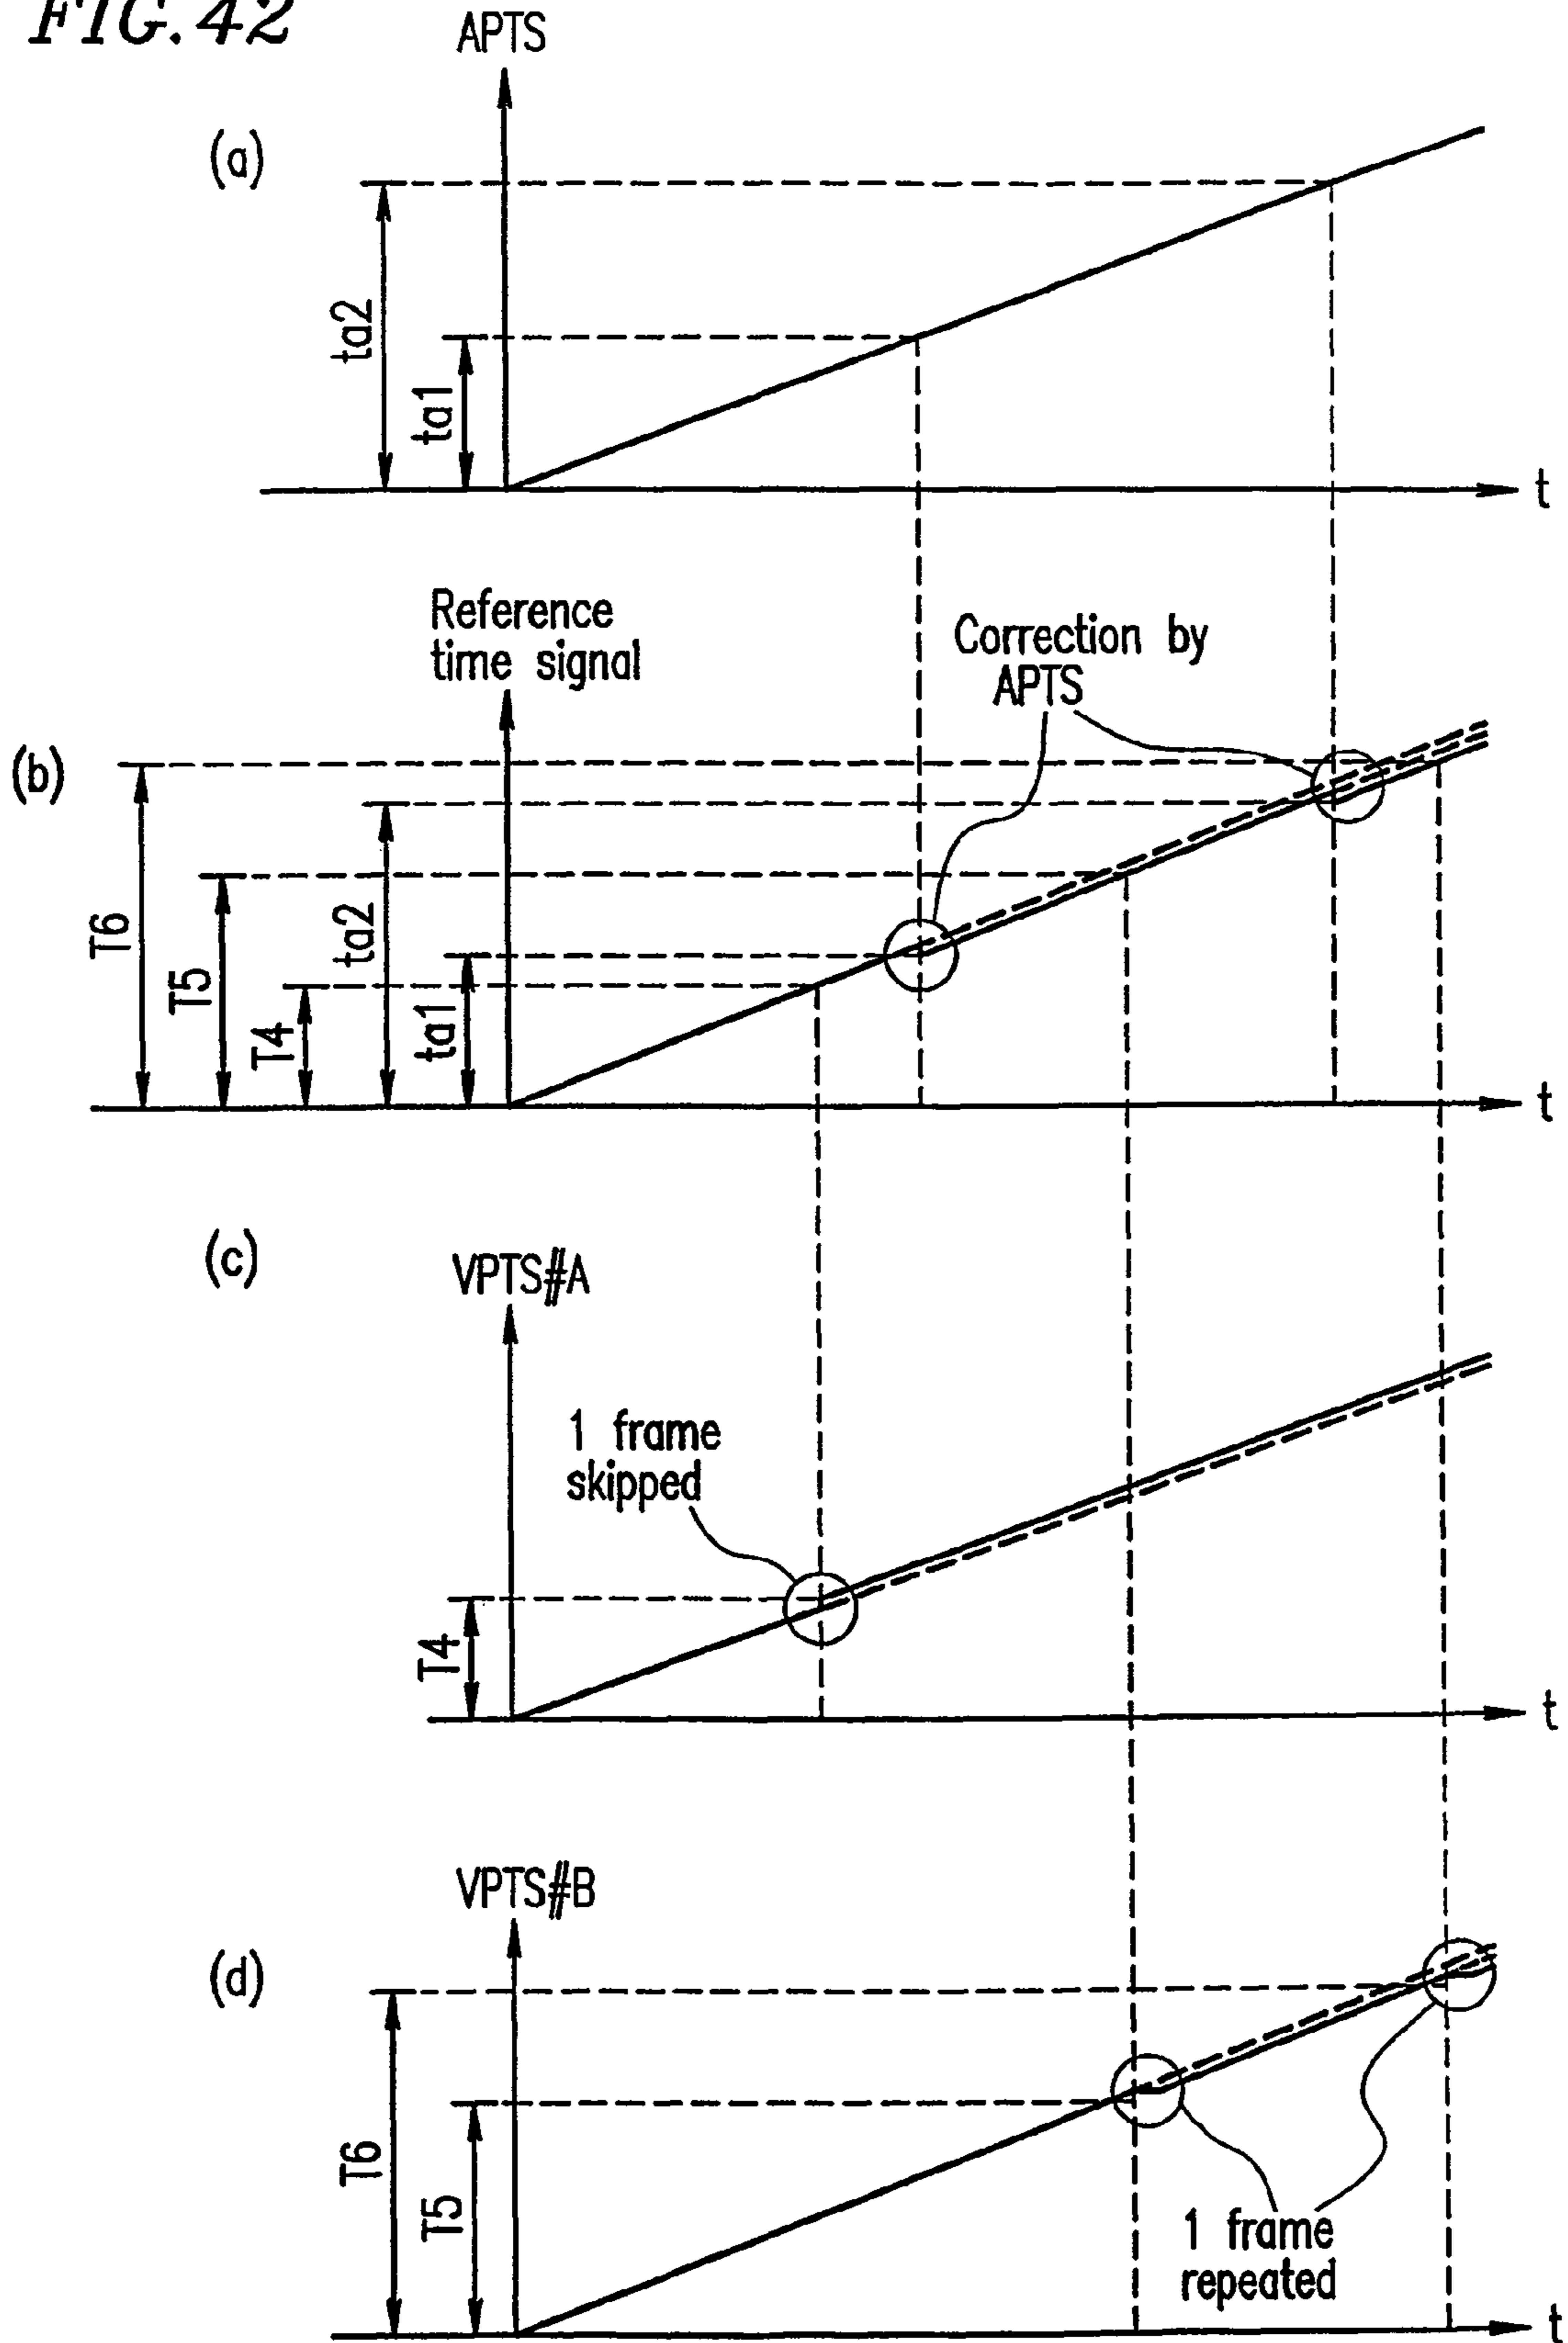 FIG. 42
APTS
(a)
ta2
ta1
t
Reference
time signal
Correction by
APTS
(b)
T6
T5
T4
ta2
ta1
t
(c)
VPTS#A
1 frame
skipped
T4
t
VPTS#B
(d)
T6
T5
1 frame
repeated
t